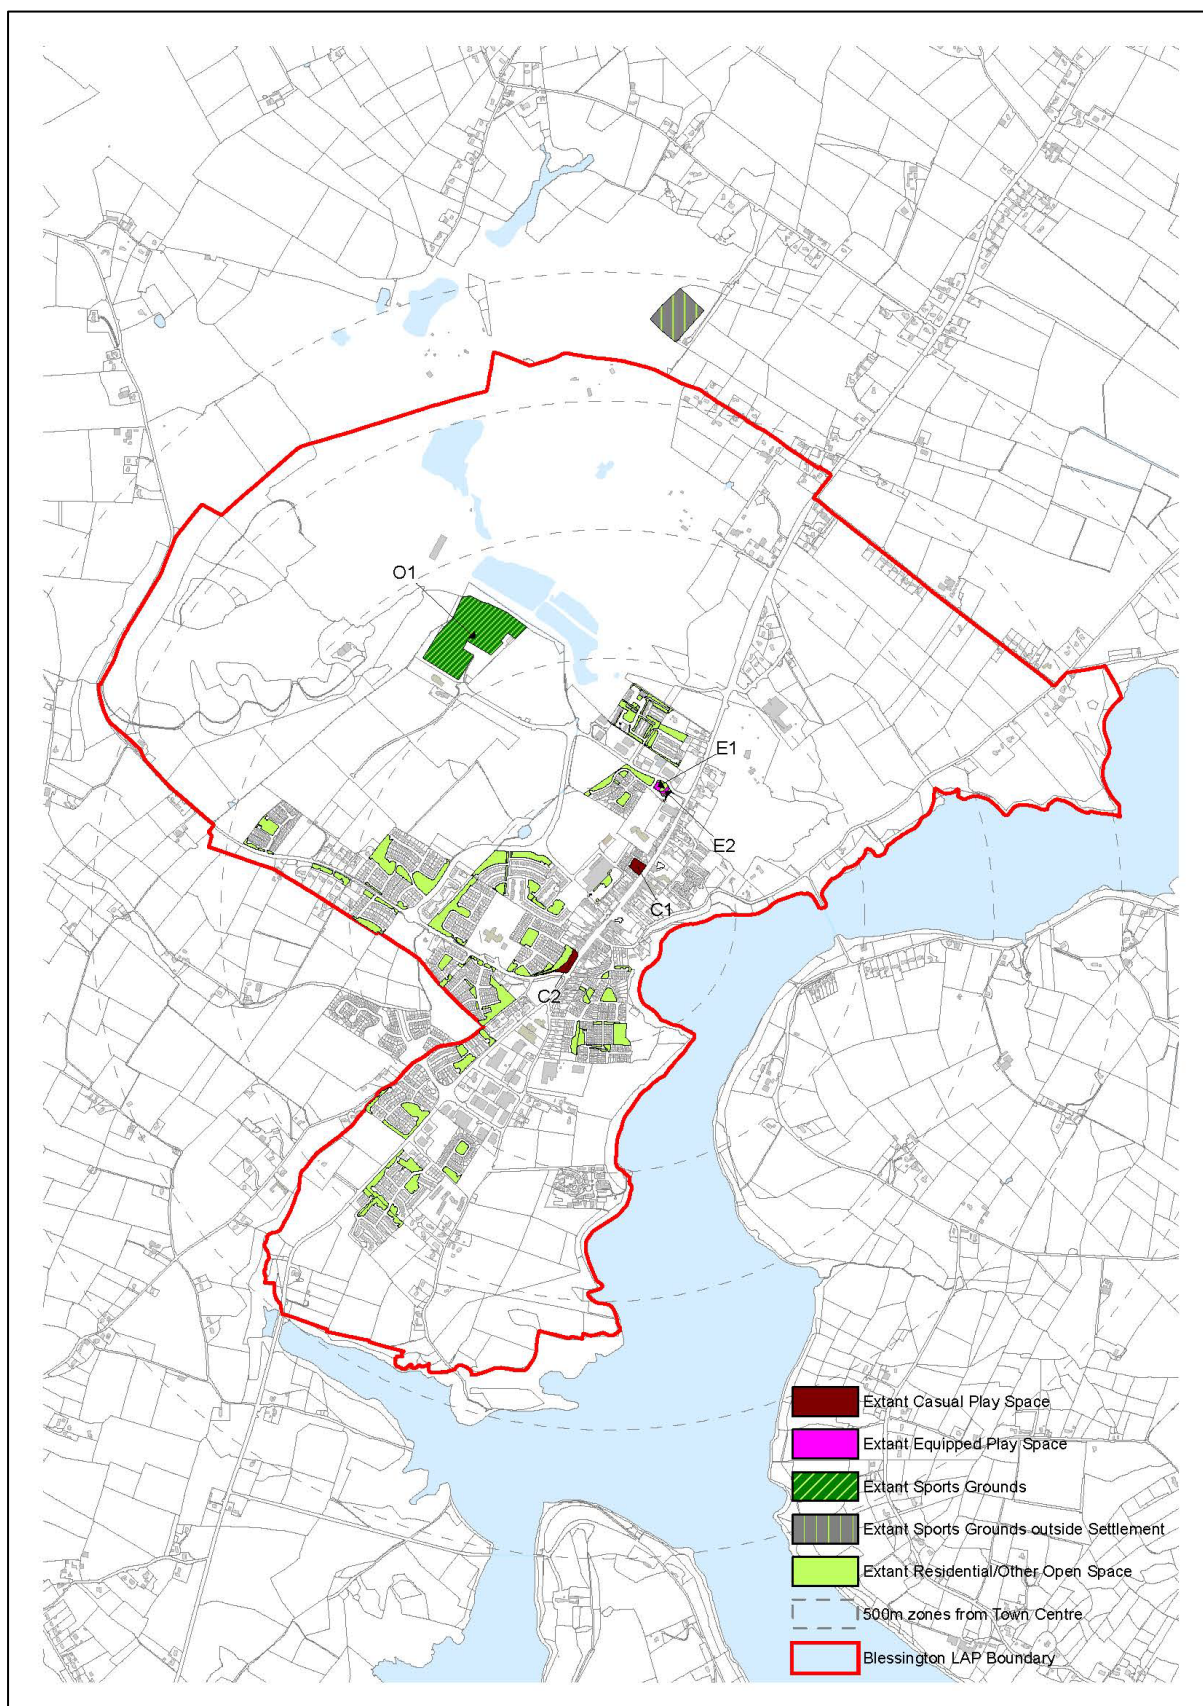 O1
E1
E2
C1
C2
Extant Casual Play Space
Extant Equipped Play Space
Extant Sports Grounds
Extant Sports Grounds outside Settlement
Extant Residential/Other Open Space
500m zones from Town Centre
Blessington LAP Boundary